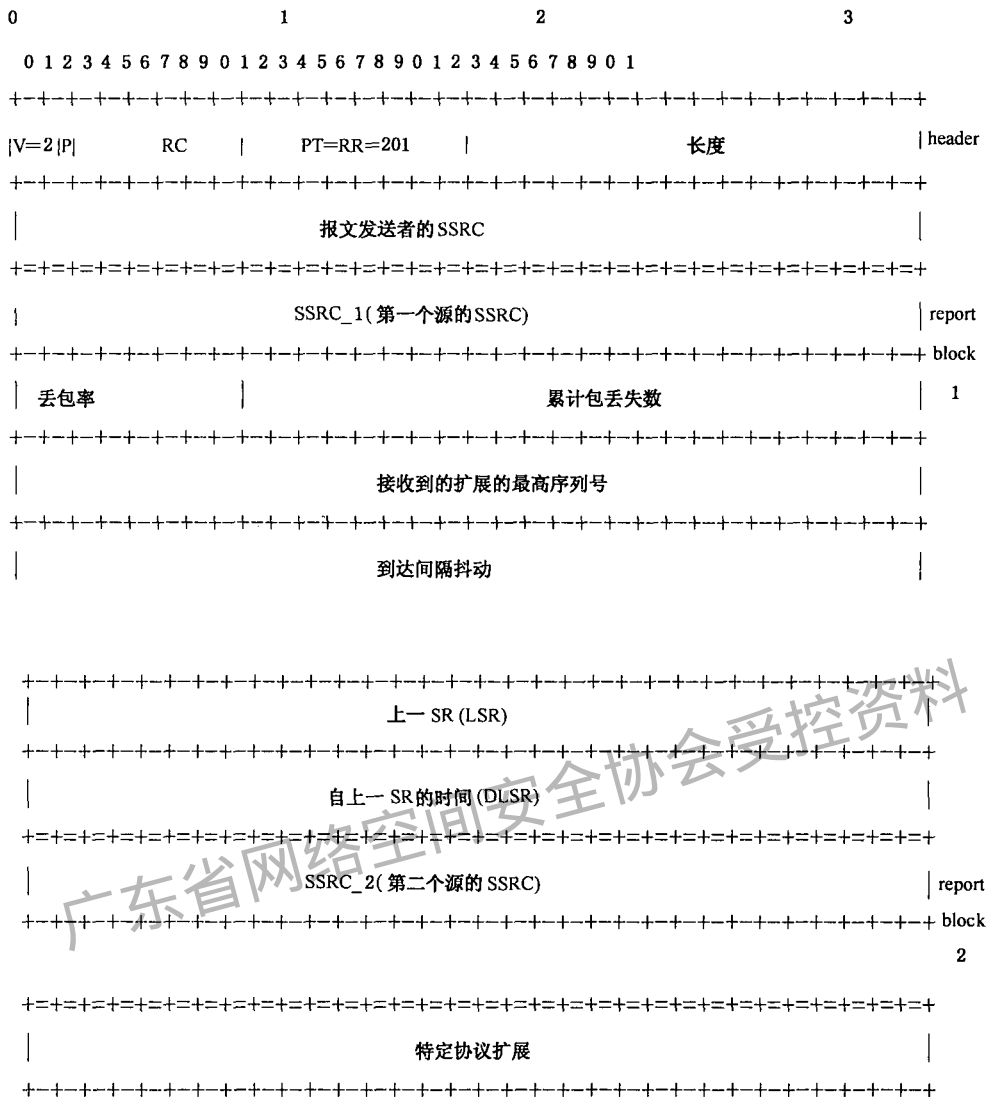 0 1 2 3
0 1 2 3 4 5 6 7 8 9 0 1 2 3 4 5 6 7 8 9 0 1 2 3 4 5 6 7 8 9 0 1
+-+-+-+-+-+-+-+-+-+-+-+-+-+-+-+-+-+-+-+-+-+-+-+-+-+-+-+-+-+-+-+-+
|V=2|P| RC | PT=RR=201 | 长度 | header
+-+-+-+-+-+-+-+-+-+-+-+-+-+-+-+-+-+-+-+-+-+-+-+-+-+-+-+-+-+-+-+-+
| 报文发送者的SSRC |
+=+=+=+=+=+=+=+=+=+=+=+=+=+=+=+=+=+=+=+=+=+=+=+=+=+=+=+=+=+=+=+=+
| SSRC_1(第一个源的SSRC) | report
+-+-+-+-+-+-+-+-+-+-+-+-+-+-+-+-+-+-+-+-+-+-+-+-+-+-+-+-+-+-+-+-+ block
| 丢包率 | 累计包丢失数 | 1
+-+-+-+-+-+-+-+-+-+-+-+-+-+-+-+-+-+-+-+-+-+-+-+-+-+-+-+-+-+-+-+-+
| 接收到的扩展的最高序列号 |
+-+-+-+-+-+-+-+-+-+-+-+-+-+-+-+-+-+-+-+-+-+-+-+-+-+-+-+-+-+-+-+-+
| 到达间隔抖动 |
+-+-+-+-+-+-+-+-+-+-+-+-+-+-+-+-+-+-+-+-+-+-+-+-+-+-+-+-+-+-+-+-+
| 上一 SR (LSR) |
+-+-+-+-+-+-+-+-+-+-+-+-+-+-+-+-+-+-+-+-+-+-+-+-+-+-+-+-+-+-+-+-+
| 自上一 SR的时间(DLSR) |
+=+=+=+=+=+=+=+=+=+=+=+=+=+=+=+=+=+=+=+=+=+=+=+=+=+=+=+=+=+=+=+=+
| SSRC_2(第二个源的SSRC) | report
+-+-+-+-+-+-+-+-+-+-+-+-+-+-+-+-+-+-+-+-+-+-+-+-+-+-+-+-+-+-+-+-+ block
2
+=+=+=+=+=+=+=+=+=+=+=+=+=+=+=+=+=+=+=+=+=+=+=+=+=+=+=+=+=+=+=+=+
| 特定协议扩展 |
+-+-+-+-+-+-+-+-+-+-+-+-+-+-+-+-+-+-+-+-+-+-+-+-+-+-+-+-+-+-+-+-+
广东省网络空间安全协会受控资料